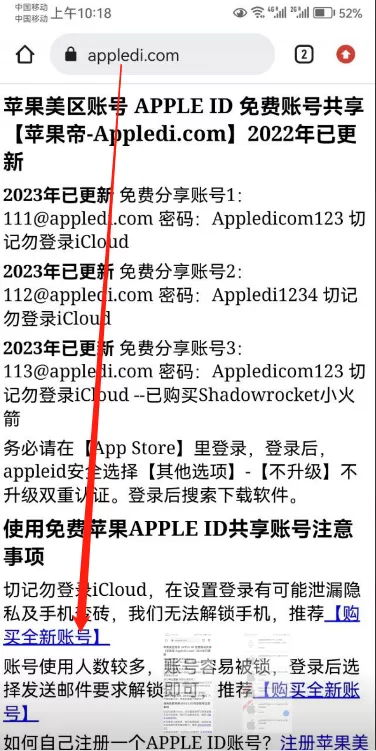 中国移动
中国移动 上午10:18 4G 2G 52%
appledi.com 2
苹果美区账号 APPLE ID 免费账号共享
【苹果帝-Appledi.com】2022年已更
新
2023年已更新 免费分享账号1：
111@appledi.com 密码：Appledicom123 切
记勿登录iCloud
2023年已更新 免费分享账号2：
112@appledi.com 密码：Appledi1234 切记
勿登录iCloud
2023年已更新 免费分享账号3：
113@appledi.com 密码：Appledicom123 切
记勿登录iCloud --已购买Shadowrocket小火
箭
务必请在【App Store】里登录，登录后，
appleid安全选择【其他选项】-【不升级】不
升级双重认证。登录后搜索下载软件。
使用免费苹果APPLE ID共享账号注意
事项
切记勿登录iCloud，在设置登录有可能泄漏隐
私及手机变砖，我们无法解锁手机，推荐【购
买全新账号】
账号使用人数较多，账号容易被锁，登录后选
择发送邮件要求解锁即可，推荐【购买新账
号】
如何自己注册一个APPLE ID账号？注册苹果美